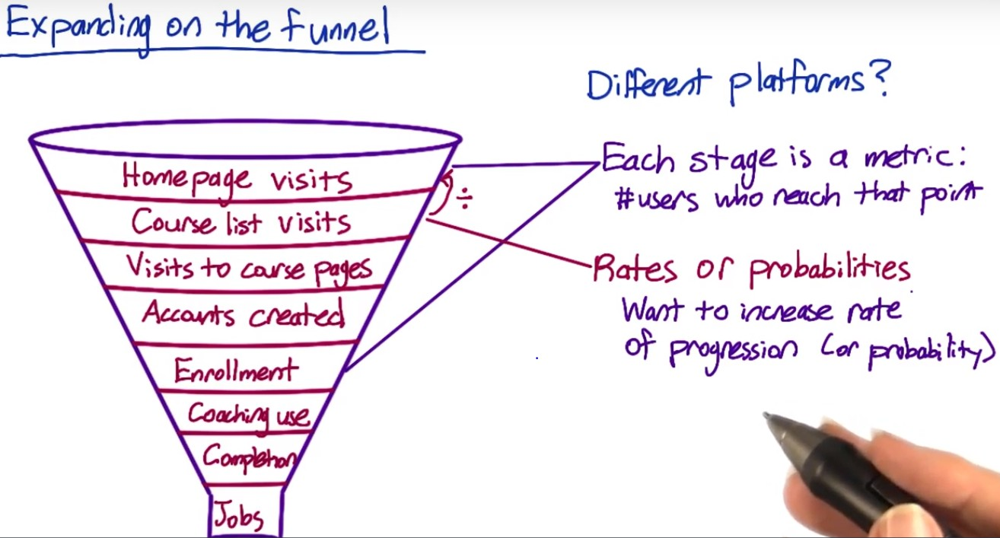 Expanding on the funnel
Different platforms?
Homepage visits
Course list visits
Visits to course pages
Accounts created
Enrollment
Coaching use
Completion
Jobs
÷
Each stage is a metric:
#users who reach that point
Rates or probabilities
Want to increase rate
of progression (or probability)